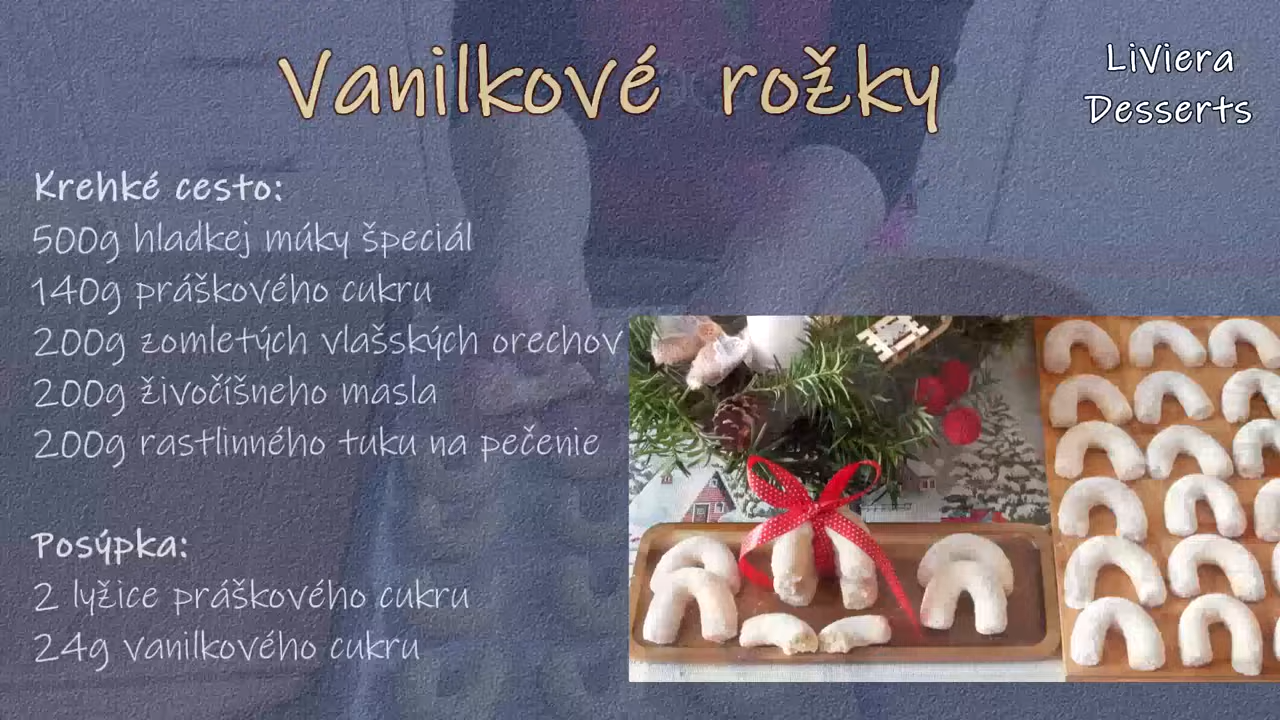 Vanilkové rožky
LiViera
Desserts
Krehké cesto:
500g hladkej múky špeciál
140g práškového cukru
200g zomletých vlašských orechov
200g živočíšneho masla
200g rastlinného tuku na pečenie
Posýpka:
2 lyžice práškového cukru
24g vanilkového cukru